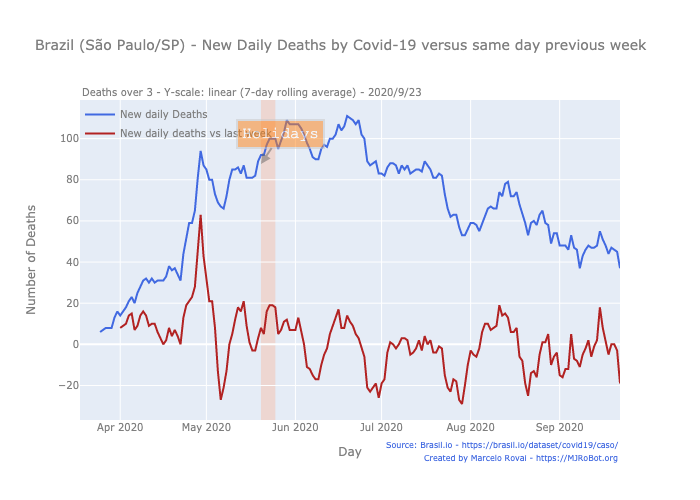 Brazil (São Paulo/SP) - New Daily Deaths by Covid-19 versus same day previous week
Deaths over 3 - Y-scale: linear (7-day rolling average) - 2020/9/23
New daily Deaths
New daily deaths vs last week
Holidays
100
80
60
40
20
0
−20
Number of Deaths
Apr 2020
May 2020
Jun 2020
Jul 2020
Aug 2020
Sep 2020
Day
Source: Brasil.io - https://brasil.io/dataset/covid19/caso/
Created by Marcelo Rovai - https://MJRoBot.org